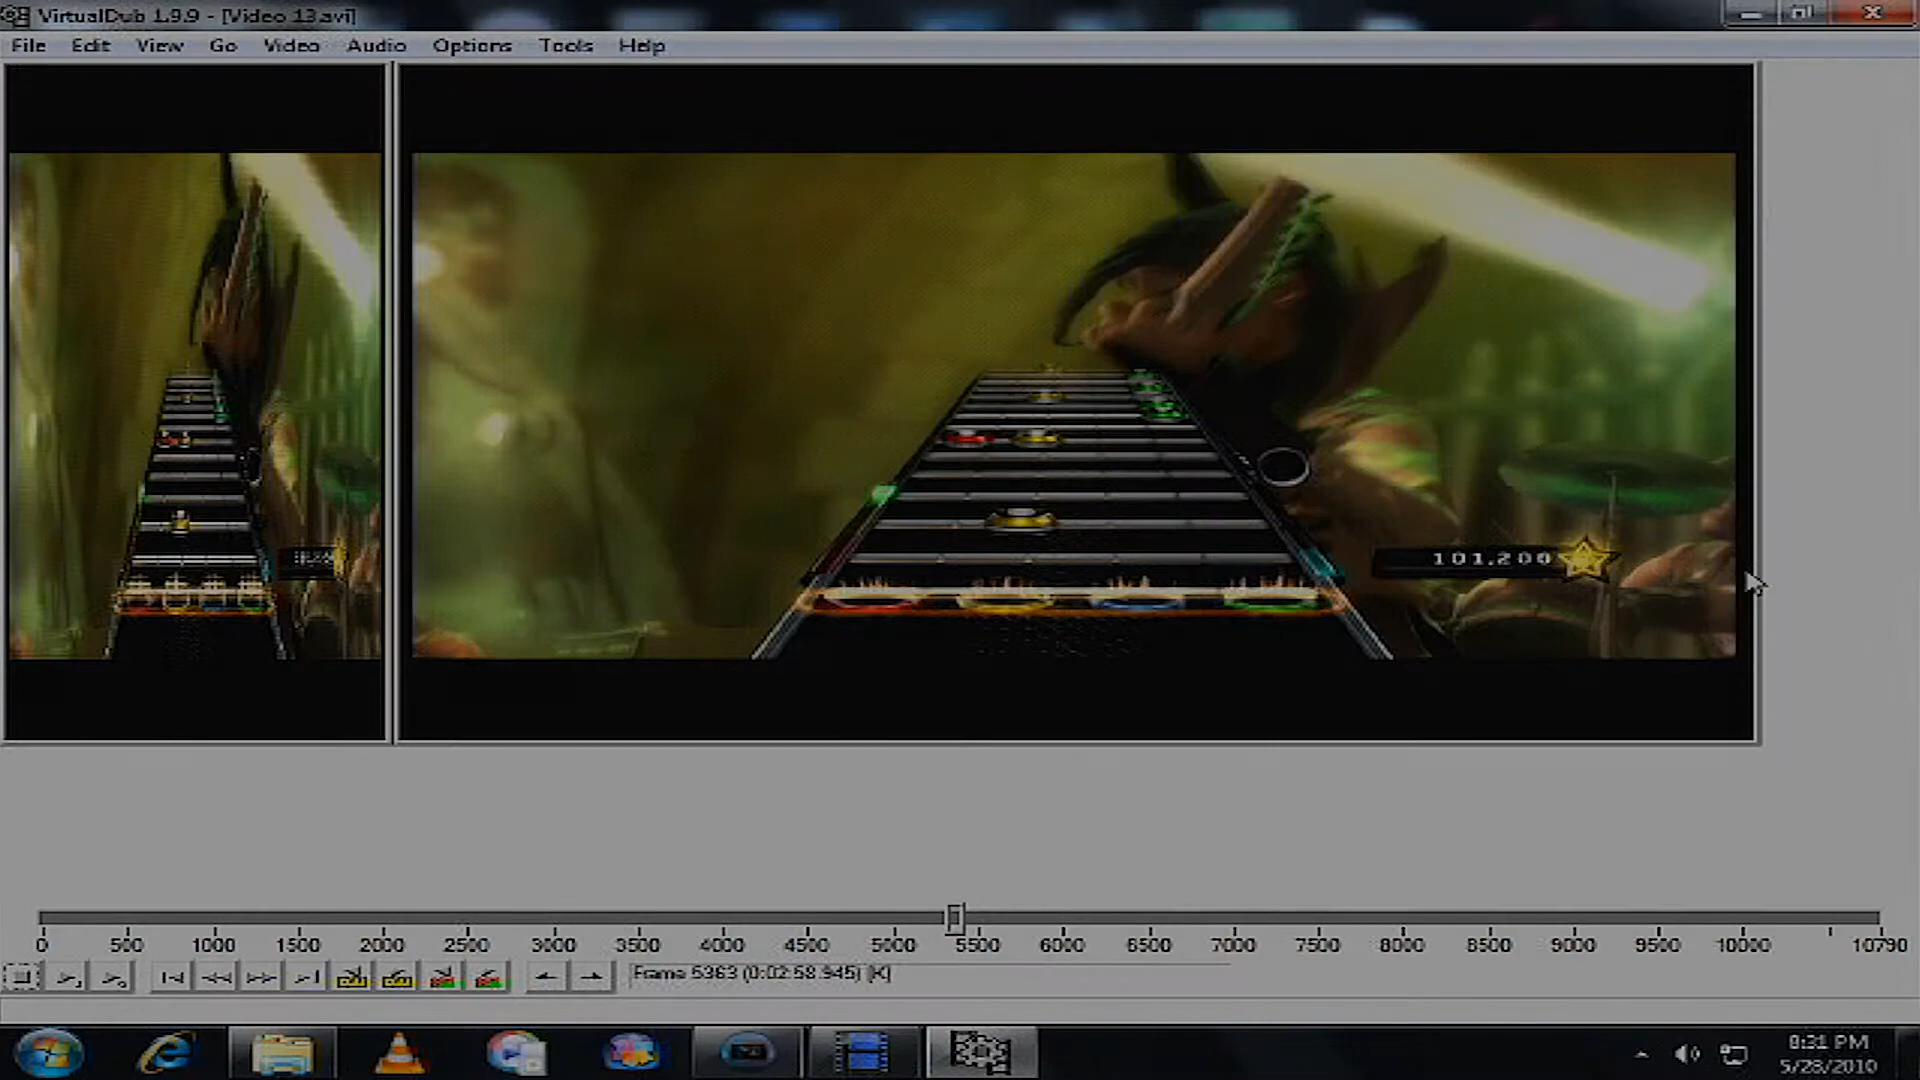 VirtualDub 1.9.9 - [Video 13.avi]
File Edit View Go Video Audio Options Tools Help
101,200
0 500 1000 1500 2000 2500 3000 3500 4000 4500 5000 5500 6000 6500 7000 7500 8000 8500 9000 9500 10000 10790
Frame 5363 (0:02:58.945) [K]
8:31 PM
5/28/2010